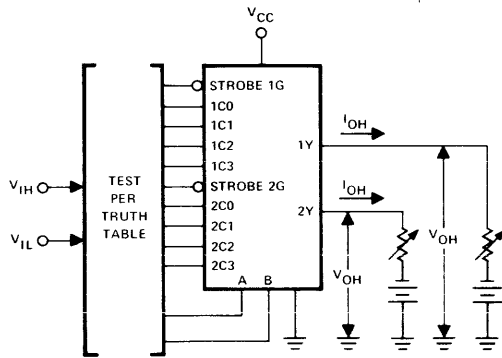 V_CC
STROBE 1G
1C0
1C1
1C2
1C3
STROBE 2G
2C0
2C1
2C2
2C3
A B
1Y
2Y
I_OH
I_OH
V_OH
V_OH
V_IH
V_IL
TEST
PER
TRUTH
TABLE